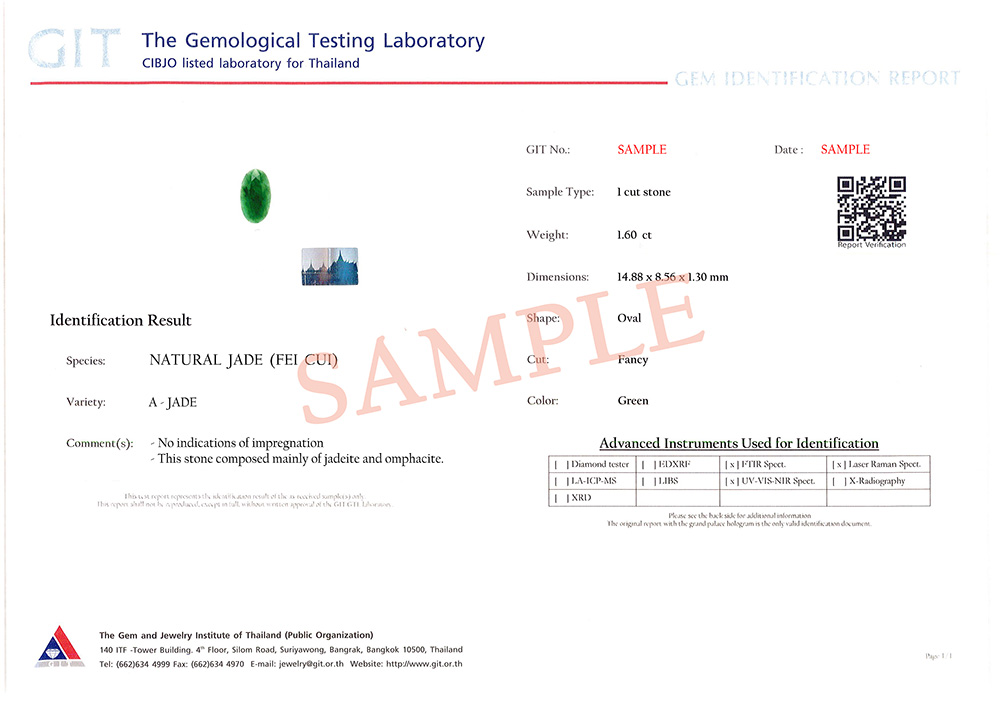 GIT
The Gemological Testing Laboratory
CIBJO listed laboratory for Thailand
GEM IDENTIFICATION REPORT
GIT No.: SAMPLE Date : SAMPLE
Sample Type: 1 cut stone
Weight: 1.60 ct
Report Verification
Dimensions: 14.88 x 8.56 x 1.30 mm
Shape: Oval
Cut: Fancy
Color: Green
SAMPLE
Identification Result
Species: NATURAL JADE (FEI CUI)
Variety: A - JADE
Comment(s): - No indications of impregnation
- This stone composed mainly of jadeite and omphacite.
This test report represents the identification result of the as received sample(s) only.
This report shall not be reproduced, except in full, without written approval of the GIT-GTL Laboratory.
Advanced Instruments Used for Identification
[ ] Diamond tester [ ] EDXRF [ x ] FTIR Spect. [ x ] Laser Raman Spect.
[ ] LA-ICP-MS [ ] LIBS [ x ] UV-VIS-NIR Spect. [ ] X-Radiography
[ ] XRD
Please see the back side for additional information
The original report with the grand palace hologram is the only valid identification document.
GIT
The Gem and Jewelry Institute of Thailand (Public Organization)
140 ITF -Tower Building. 4th Floor, Silom Road, Suriyawong, Bangrak, Bangkok 10500, Thailand
Tel: (662)634 4999 Fax: (662)634 4970 E-mail: jewelry@git.or.th Website: http://www.git.or.th
Page 1 / 1